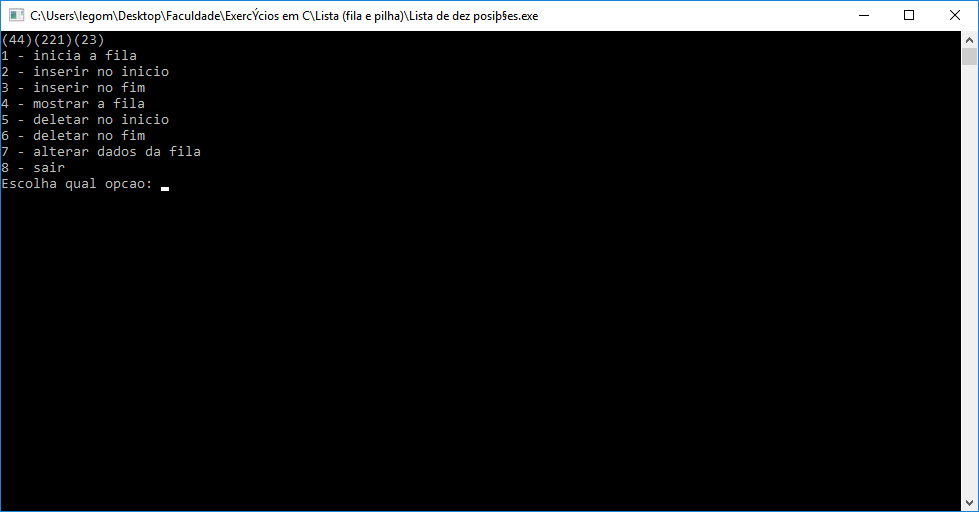 C:\Users\legom\Desktop\Faculdade\ExercÝcios em C\Lista (fila e pilha)\Lista de dez posiþ§es.exe
(44)(221)(23)
1 - inicia a fila
2 - inserir no inicio
3 - inserir no fim
4 - mostrar a fila
5 - deletar no inicio
6 - deletar no fim
7 - alterar dados da fila
8 - sair
Escolha qual opcao: